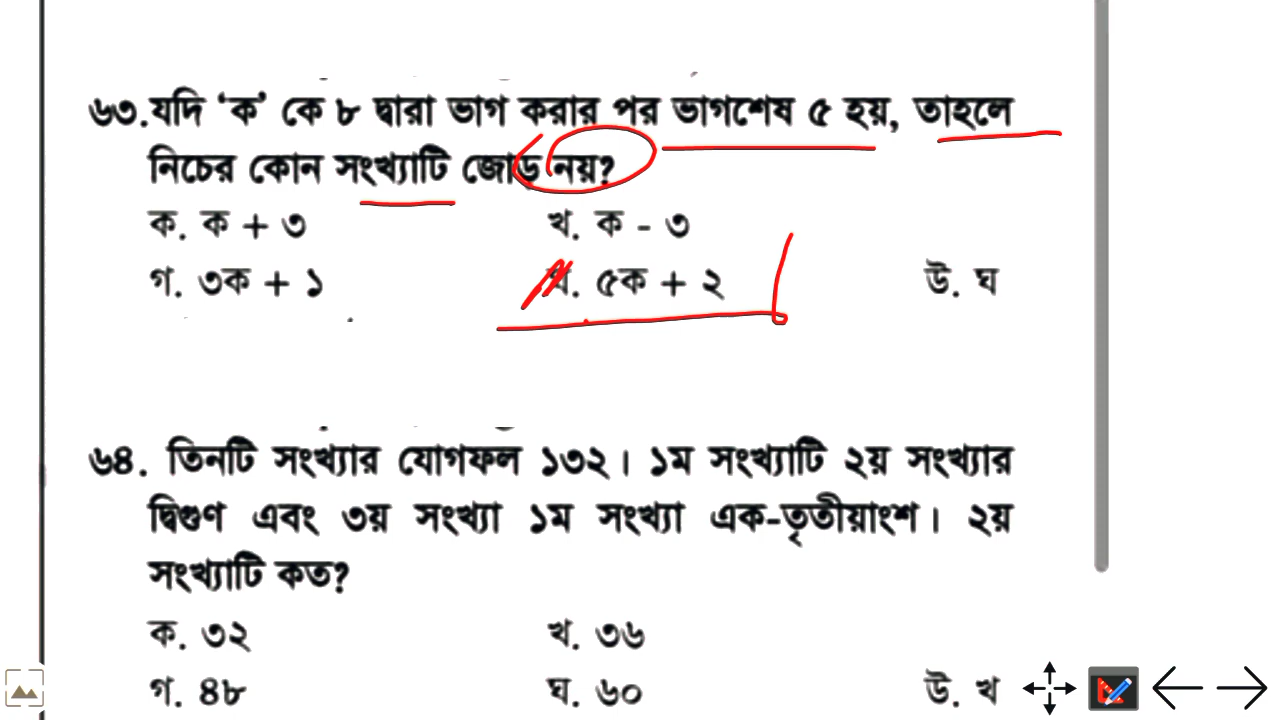 ৬৩.যদি ‘ক’ কে ৮ দ্বারা ভাগ করার পর ভাগশেষ ৫ হয়, তাহলে
নিচের কোন সংখ্যাটি জোড় নয়?
ক. ক + ৩ খ. ক - ৩
গ. ৩ক + ১ ঘ. ৫ক + ২ উ. ঘ
৬৪. তিনটি সংখ্যার যোগফল ১৩২। ১ম সংখ্যাটি ২য় সংখ্যার
দ্বিগুণ এবং ৩য় সংখ্যা ১ম সংখ্যা এক-তৃতীয়াংশ। ২য়
সংখ্যাটি কত?
ক. ৩২ খ. ৩৬
গ. ৪৮ ঘ. ৬০ উ. খ